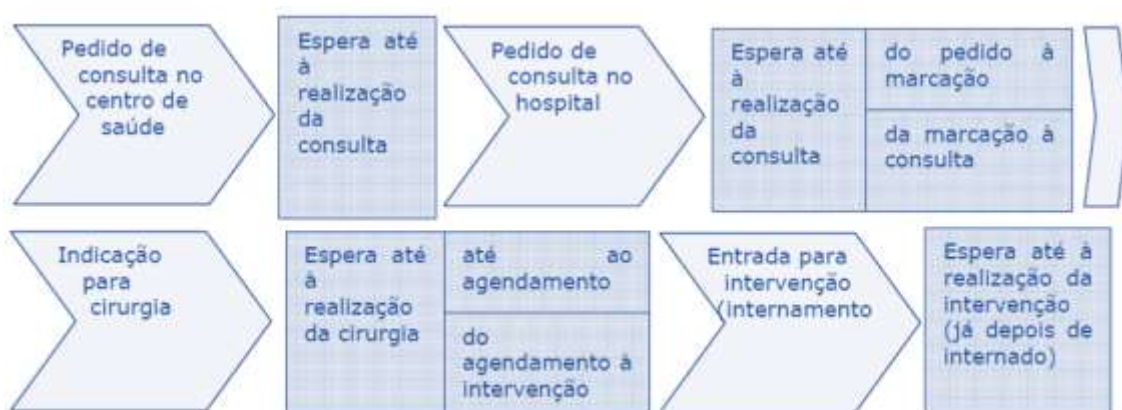 Pedido de
consulta no
centro de
saúde
Espera até
à
realização
da
consulta
Pedido de
consulta no
hospital
Espera até
à
realização
da
consulta
do pedido à
marcação
da marcação à
consulta
Indicação
para
cirurgia
Espera até
à
realização
da cirurgia
até ao
agendamento
do
agendamento à
intervenção
Entrada para
intervenção
(internamento
Espera até à
realização da
intervenção
(já depois de
internado)